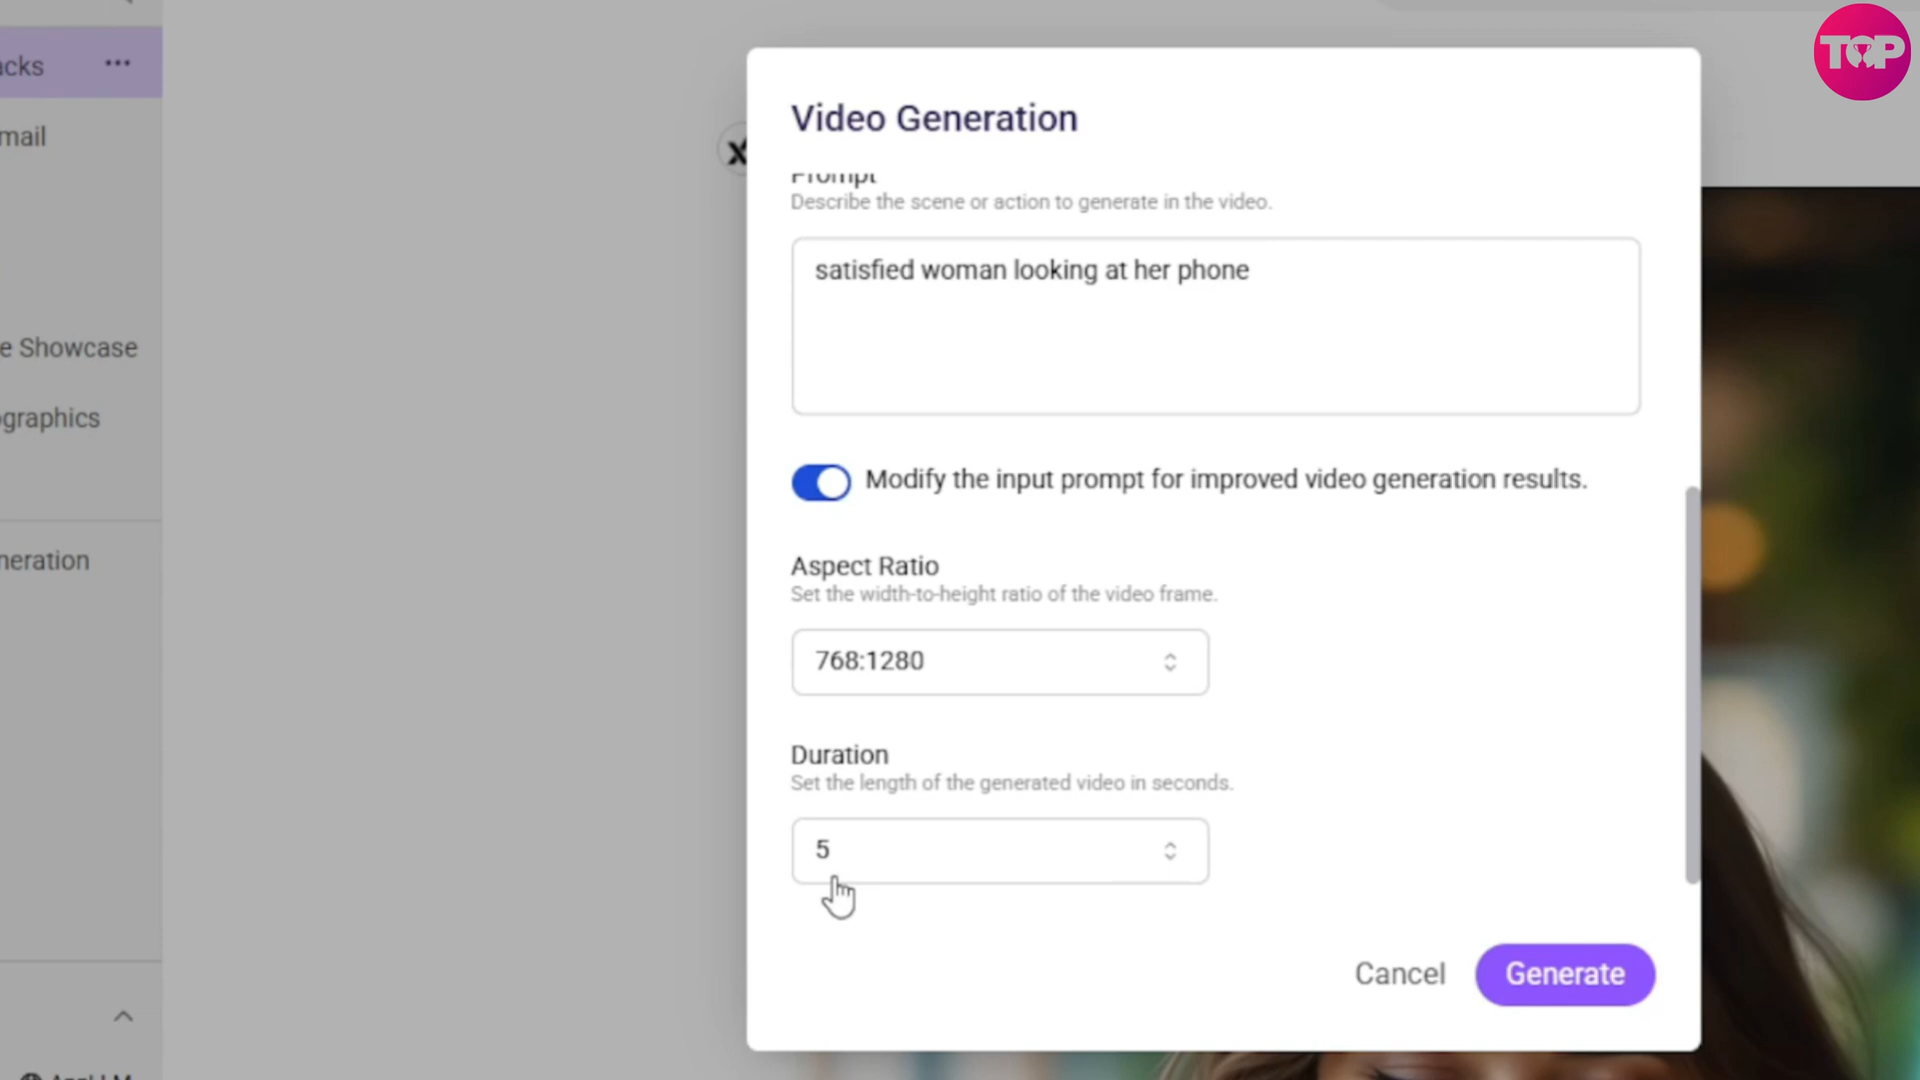 acks
mail
e Showcase
ographics
neration
TOP
Video Generation
Prompt
Describe the scene or action to generate in the video.
satisfied woman looking at her phone
Modify the input prompt for improved video generation results.
Aspect Ratio
Set the width-to-height ratio of the video frame.
768:1280
Duration
Set the length of the generated video in seconds.
5
Cancel
Generate